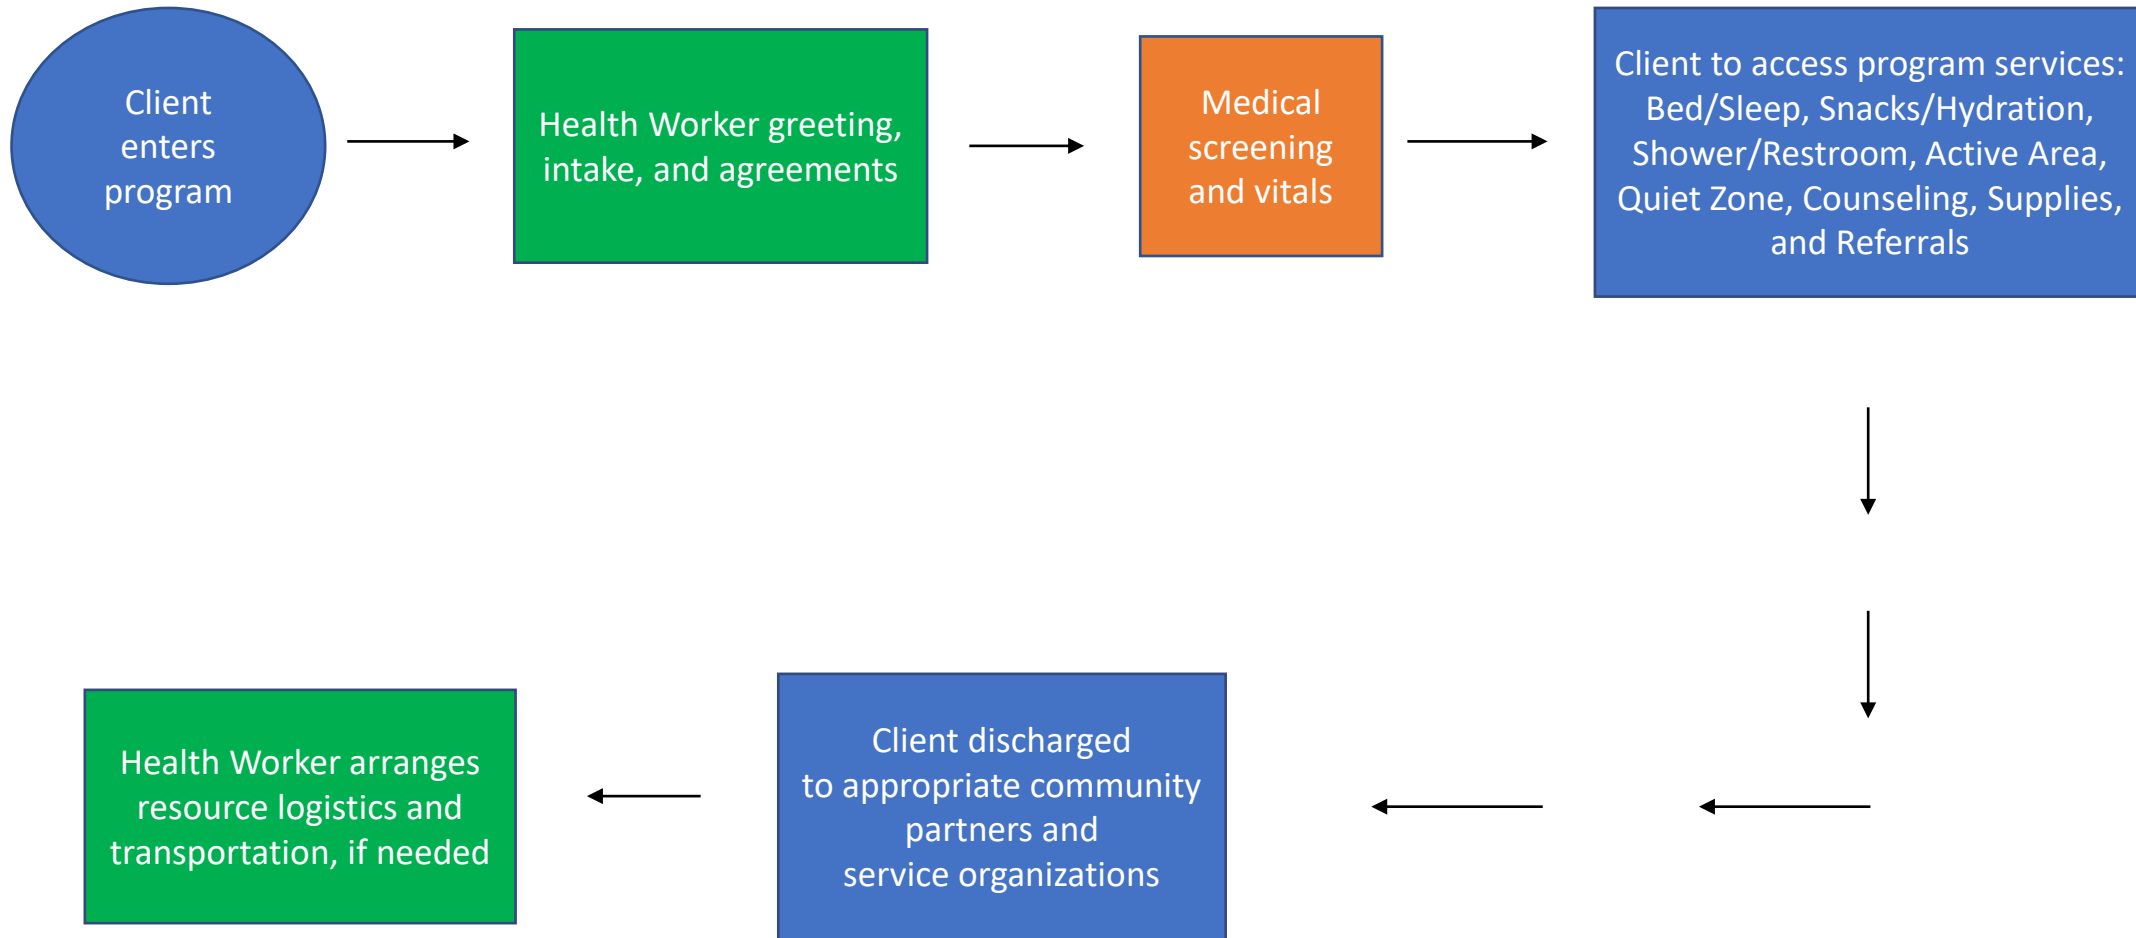 Client
enters
program
Health Worker greeting,
intake, and agreements
Medical
screening
and vitals
Client to access program services:
Bed/Sleep, Snacks/Hydration,
Shower/Restroom, Active Area,
Quiet Zone, Counseling, Supplies,
and Referrals
Client discharged
to appropriate community
partners and
service organizations
Health Worker arranges
resource logistics and
transportation, if needed